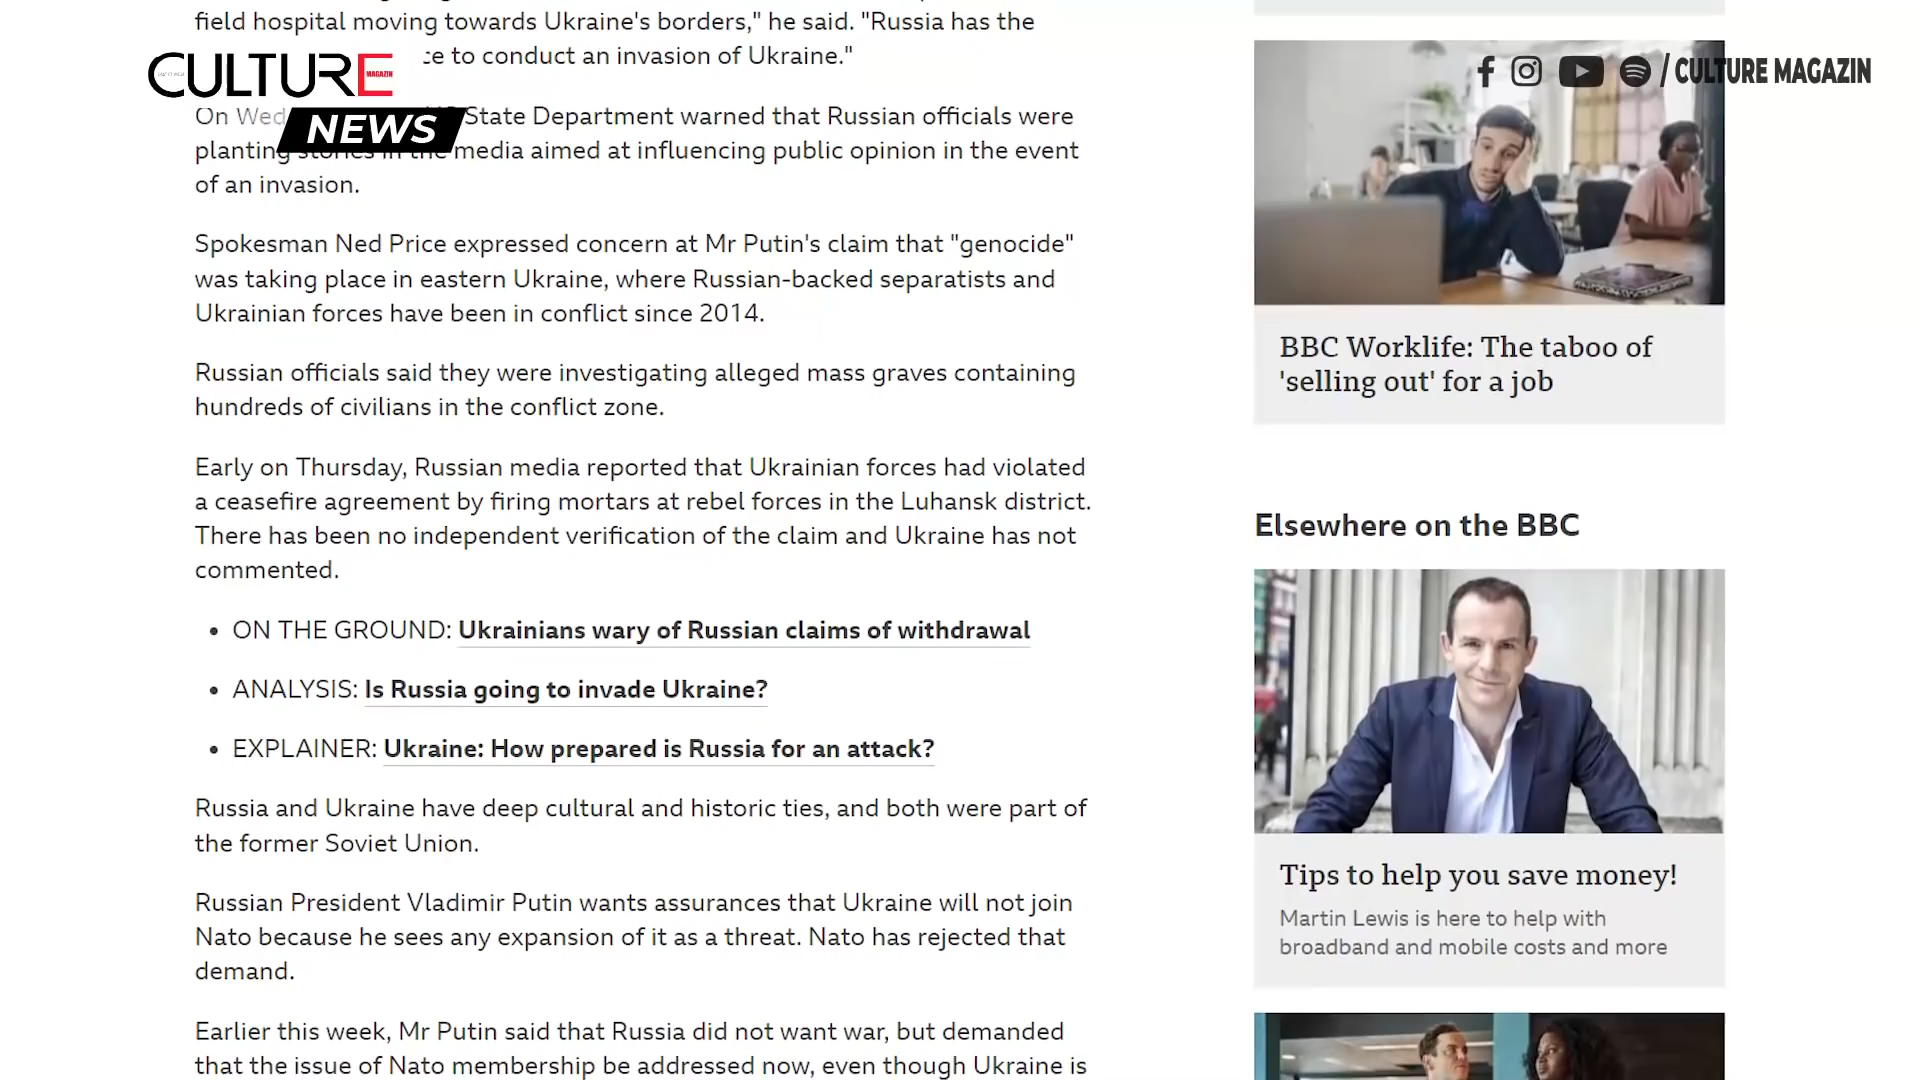 field hospital moving towards Ukraine's borders," he said. "Russia has the
ce to conduct an invasion of Ukraine."
CULTURE
MAGAZIN
NEWS
/ CULTURE MAGAZIN
On Wed State Department warned that Russian officials were
planting stories in the media aimed at influencing public opinion in the event
of an invasion.
Spokesman Ned Price expressed concern at Mr Putin's claim that "genocide"
was taking place in eastern Ukraine, where Russian-backed separatists and
Ukrainian forces have been in conflict since 2014.
Russian officials said they were investigating alleged mass graves containing
hundreds of civilians in the conflict zone.
Early on Thursday, Russian media reported that Ukrainian forces had violated
a ceasefire agreement by firing mortars at rebel forces in the Luhansk district.
There has been no independent verification of the claim and Ukraine has not
commented.
• ON THE GROUND: Ukrainians wary of Russian claims of withdrawal
• ANALYSIS: Is Russia going to invade Ukraine?
• EXPLAINER: Ukraine: How prepared is Russia for an attack?
Russia and Ukraine have deep cultural and historic ties, and both were part of
the former Soviet Union.
Russian President Vladimir Putin wants assurances that Ukraine will not join
Nato because he sees any expansion of it as a threat. Nato has rejected that
demand.
Earlier this week, Mr Putin said that Russia did not want war, but demanded
that the issue of Nato membership be addressed now, even though Ukraine is
BBC Worklife: The taboo of
'selling out' for a job
Elsewhere on the BBC
Tips to help you save money!
Martin Lewis is here to help with
broadband and mobile costs and more